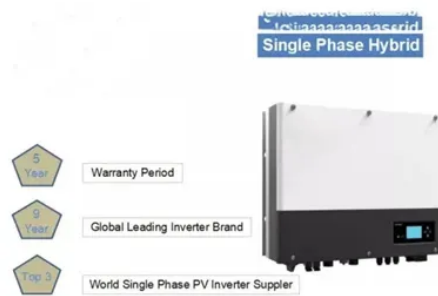 Single Phase Hybrid
5
Year
Warranty Period
9
Year
Global Leading Inverter Brand
Top 3
World Single Phase PV Inverter Suppler